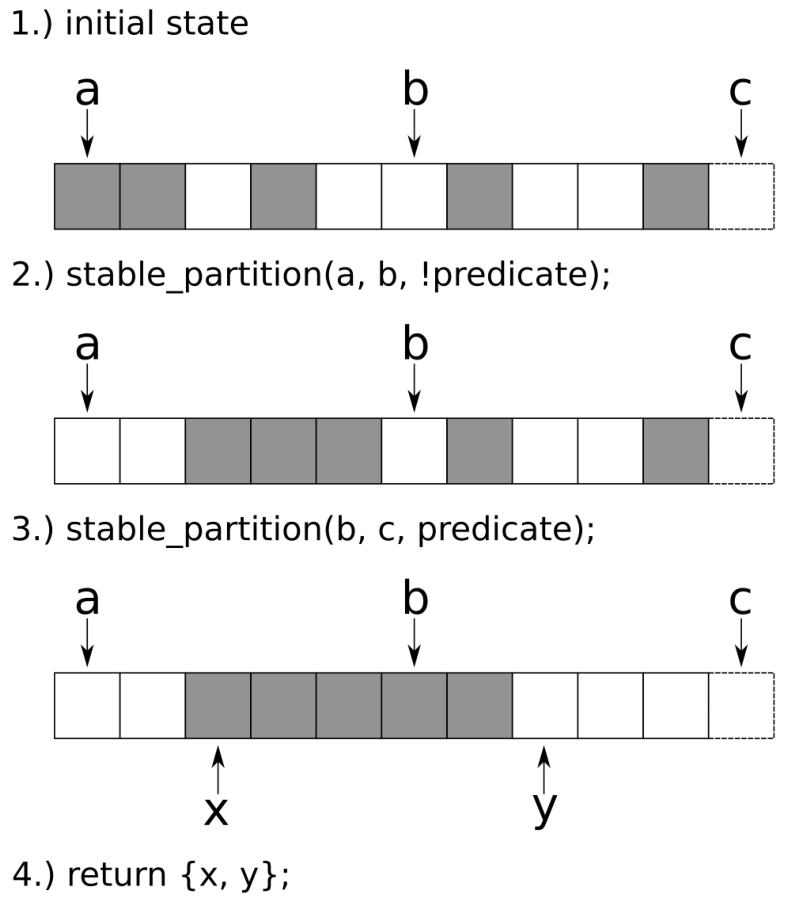 1.) initial state
a b c
2.) stable_partition(a, b, !predicate);
a b c
3.) stable_partition(b, c, predicate);
a b c
x y
4.) return {x, y};